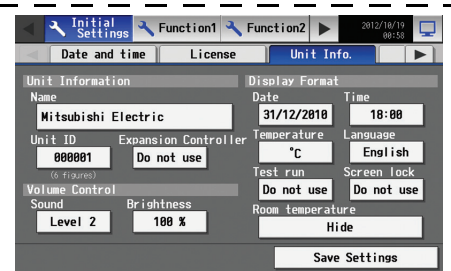 Initial Settings
Function1
Function2
2012/10/19
00:58
Date and time
License
Unit Info.
Unit Information
Name
Mitsubishi Electric
Unit ID
Expansion Controller
000001
Do not use
(6 figures)
Volume Control
Sound
Brightness
Level 2
100 %
Display Format
Date
Time
31/12/2010
18:00
Temperature
Language
°C
English
Test run
Screen lock
Do not use
Do not use
Room temperature
Hide
Save Settings